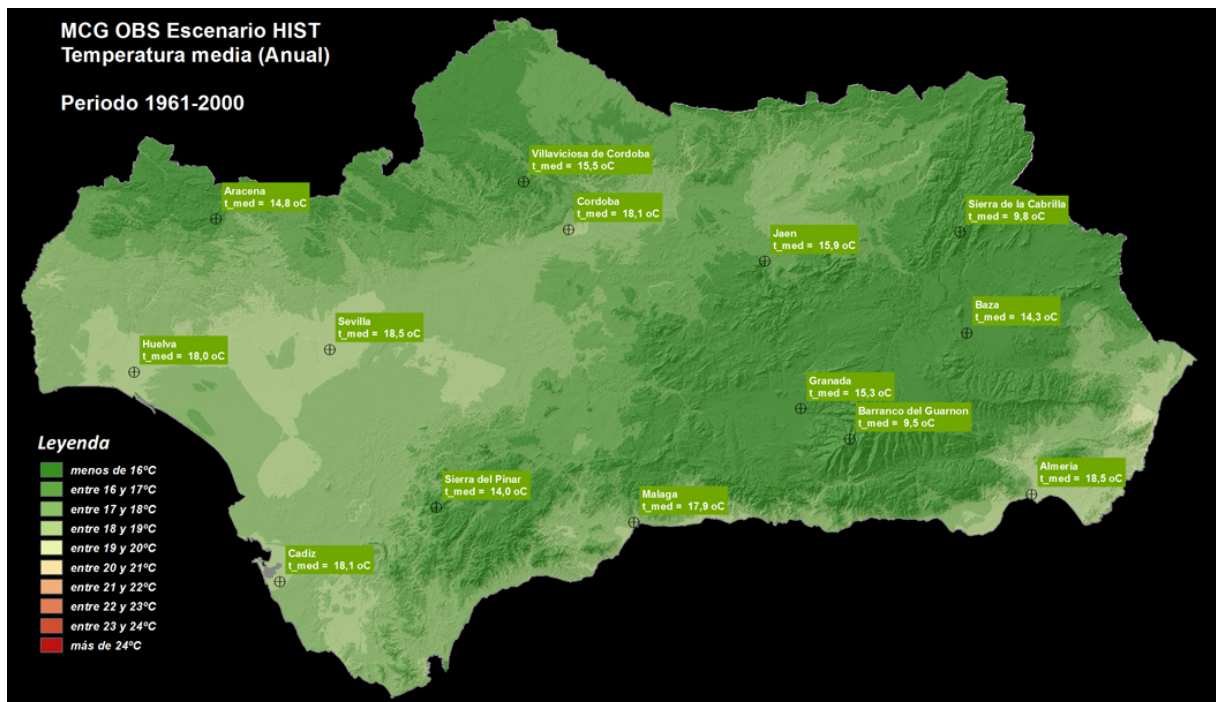 MCG OBS Escenario HIST
Temperatura media (Anual)
Periodo 1961-2000
Villaviciosa de Cordoba
t_med = 15,5 oC
Aracena
t_med = 14,8 oC
Cordoba
t_med = 18,1 oC
Sierra de la Cabrilla
t_med = 9,8 oC
Jaen
t_med = 15,9 oC
Baza
t_med = 14,3 oC
Sevilla
t_med = 18,5 oC
Huelva
t_med = 18,0 oC
Granada
t_med = 15,3 oC
Barranco del Guarnon
t_med = 9,5 oC
Almeria
t_med = 18,5 oC
Sierra del Pinar
t_med = 14,0 oC
Malaga
t_med = 17,9 oC
Cadiz
t_med = 18,1 oC
Leyenda
menos de 16ºC
entre 16 y 17ºC
entre 17 y 18ºC
entre 18 y 19ºC
entre 19 y 20ºC
entre 20 y 21ºC
entre 21 y 22ºC
entre 22 y 23ºC
entre 23 y 24ºC
más de 24ºC